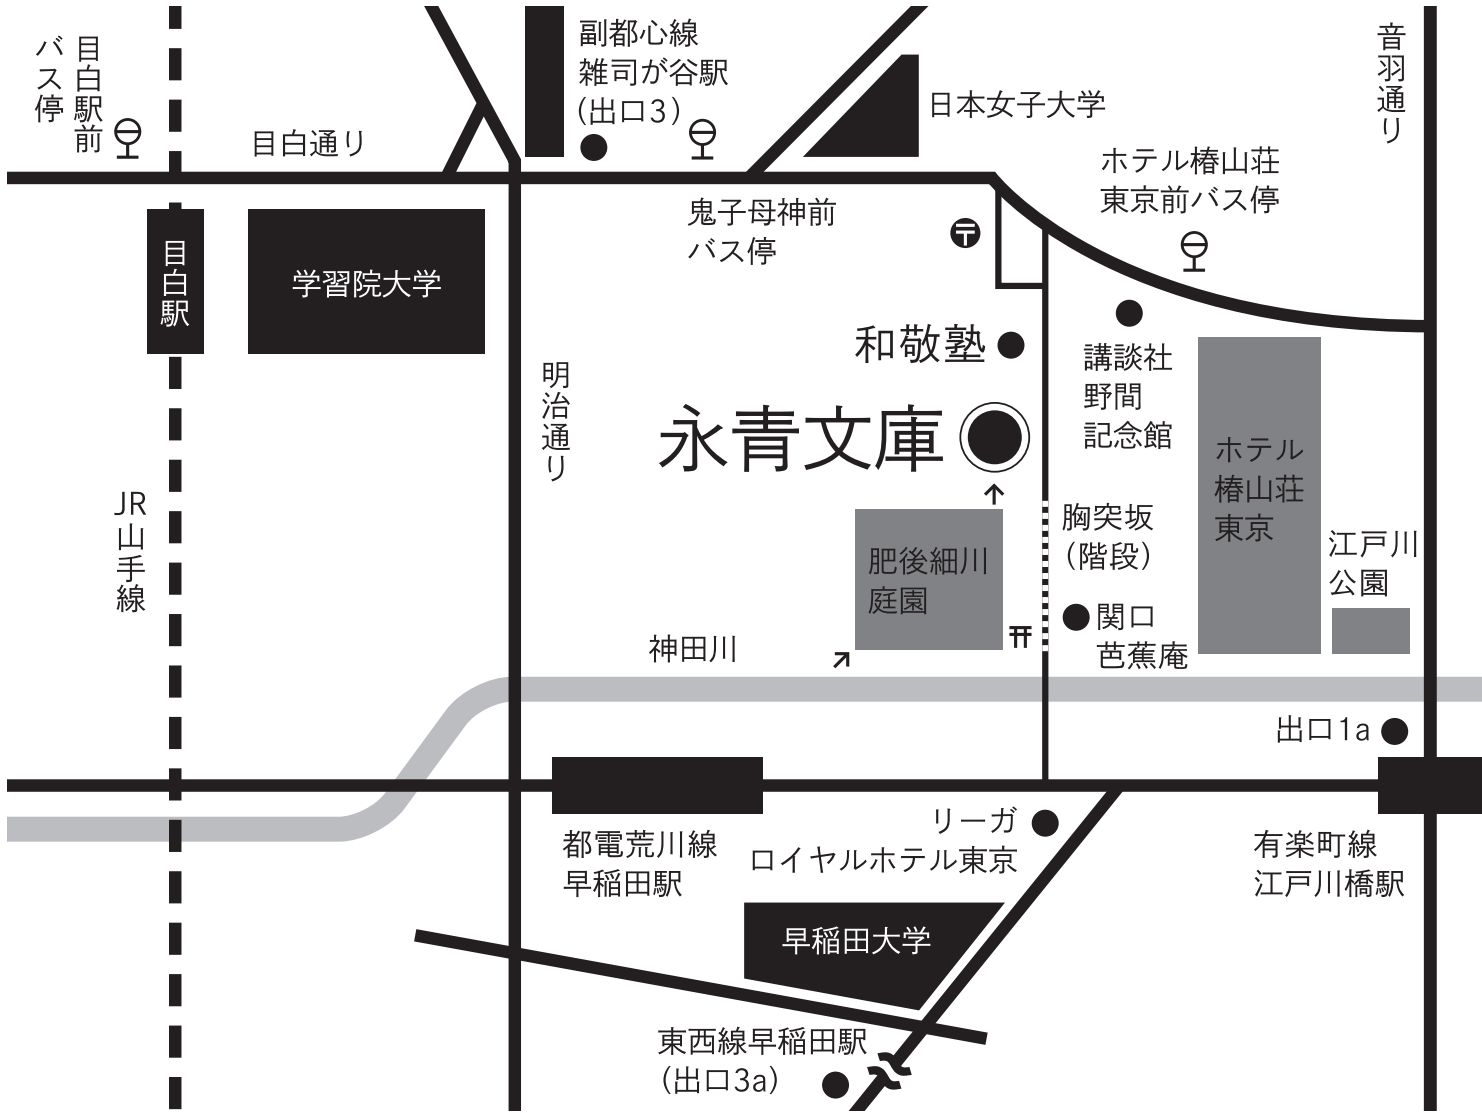 目白駅前
バス停
目白通り
副都心線
雑司が谷駅
（出口3）
日本女子大学
音羽通り
ホテル椿山荘
東京前バス停
鬼子母神前
バス停
〒
目白駅
学習院大学
和敬塾
永青文庫
明治通り
講談社
野間
記念館
ホテル
椿山荘
東京
JR山手線
胸突坂
（階段）
江戸川
公園
肥後細川
庭園
関口
芭蕉庵
神田川
出口1a
リーガ
ロイヤルホテル東京
都電荒川線
早稲田駅
有楽町線
江戸川橋駅
早稲田大学
東西線早稲田駅
（出口3a）